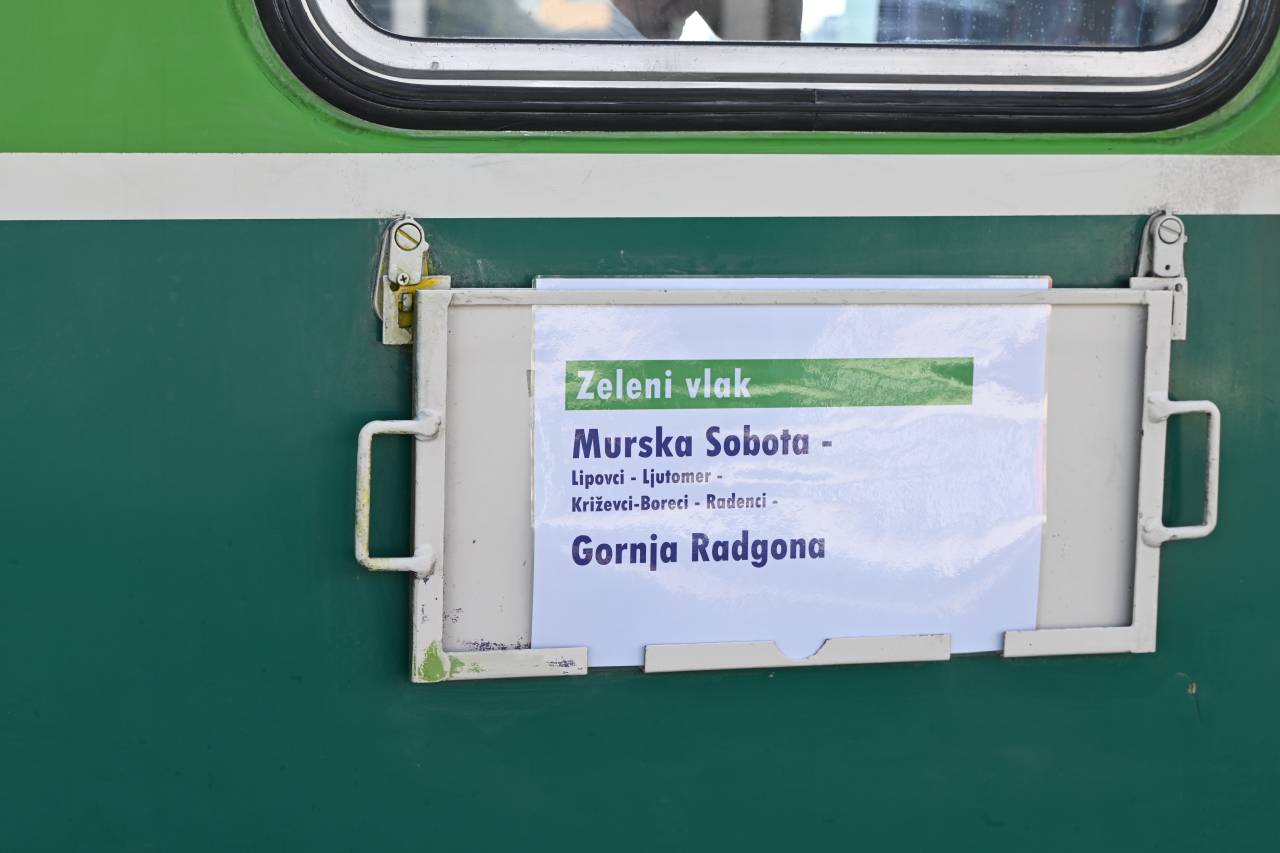 Zeleni vlak
Murska Sobota -
Lipovci - Ljutomer -
Križevci-Boreci - Radenci -
Gornja Radgona